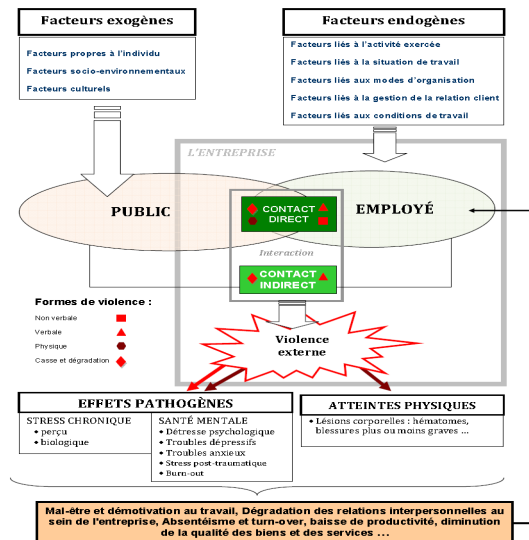 Facteurs exogènes
Facteurs propres à l'individu
Facteurs socio-environnementaux
Facteurs culturels
Facteurs endogènes
Facteurs liés à l'activité exercée
Facteurs liés à la situation de travail
Facteurs liés aux modes d'organisation
Facteurs liés à la gestion de la relation client
Facteurs liés aux conditions de travail
L'ENTREPRISE
PUBLIC
CONTACT
DIRECT
EMPLOYÉ
Interaction
CONTACT
INDIRECT
Formes de violence :
Non verbale
Verbale
Physique
Casse et dégradation
Violence
externe
EFFETS PATHOGÈNES
STRESS CHRONIQUE
perçu
biologique
SANTÉ MENTALE
Détresse psychologique
Troubles dépressifs
Troubles anxieux
Stress post-traumatique
Burn-out
ATTEINTES PHYSIQUES
Lésions corporelles : hématomes,
blessures plus ou moins graves ...
Mal-être et démotivation au travail, Dégradation des relations interpersonnelles au
sein de l'entreprise, Absentéisme et turn-over, baisse de productivité, diminution
de la qualité des biens et des services ...